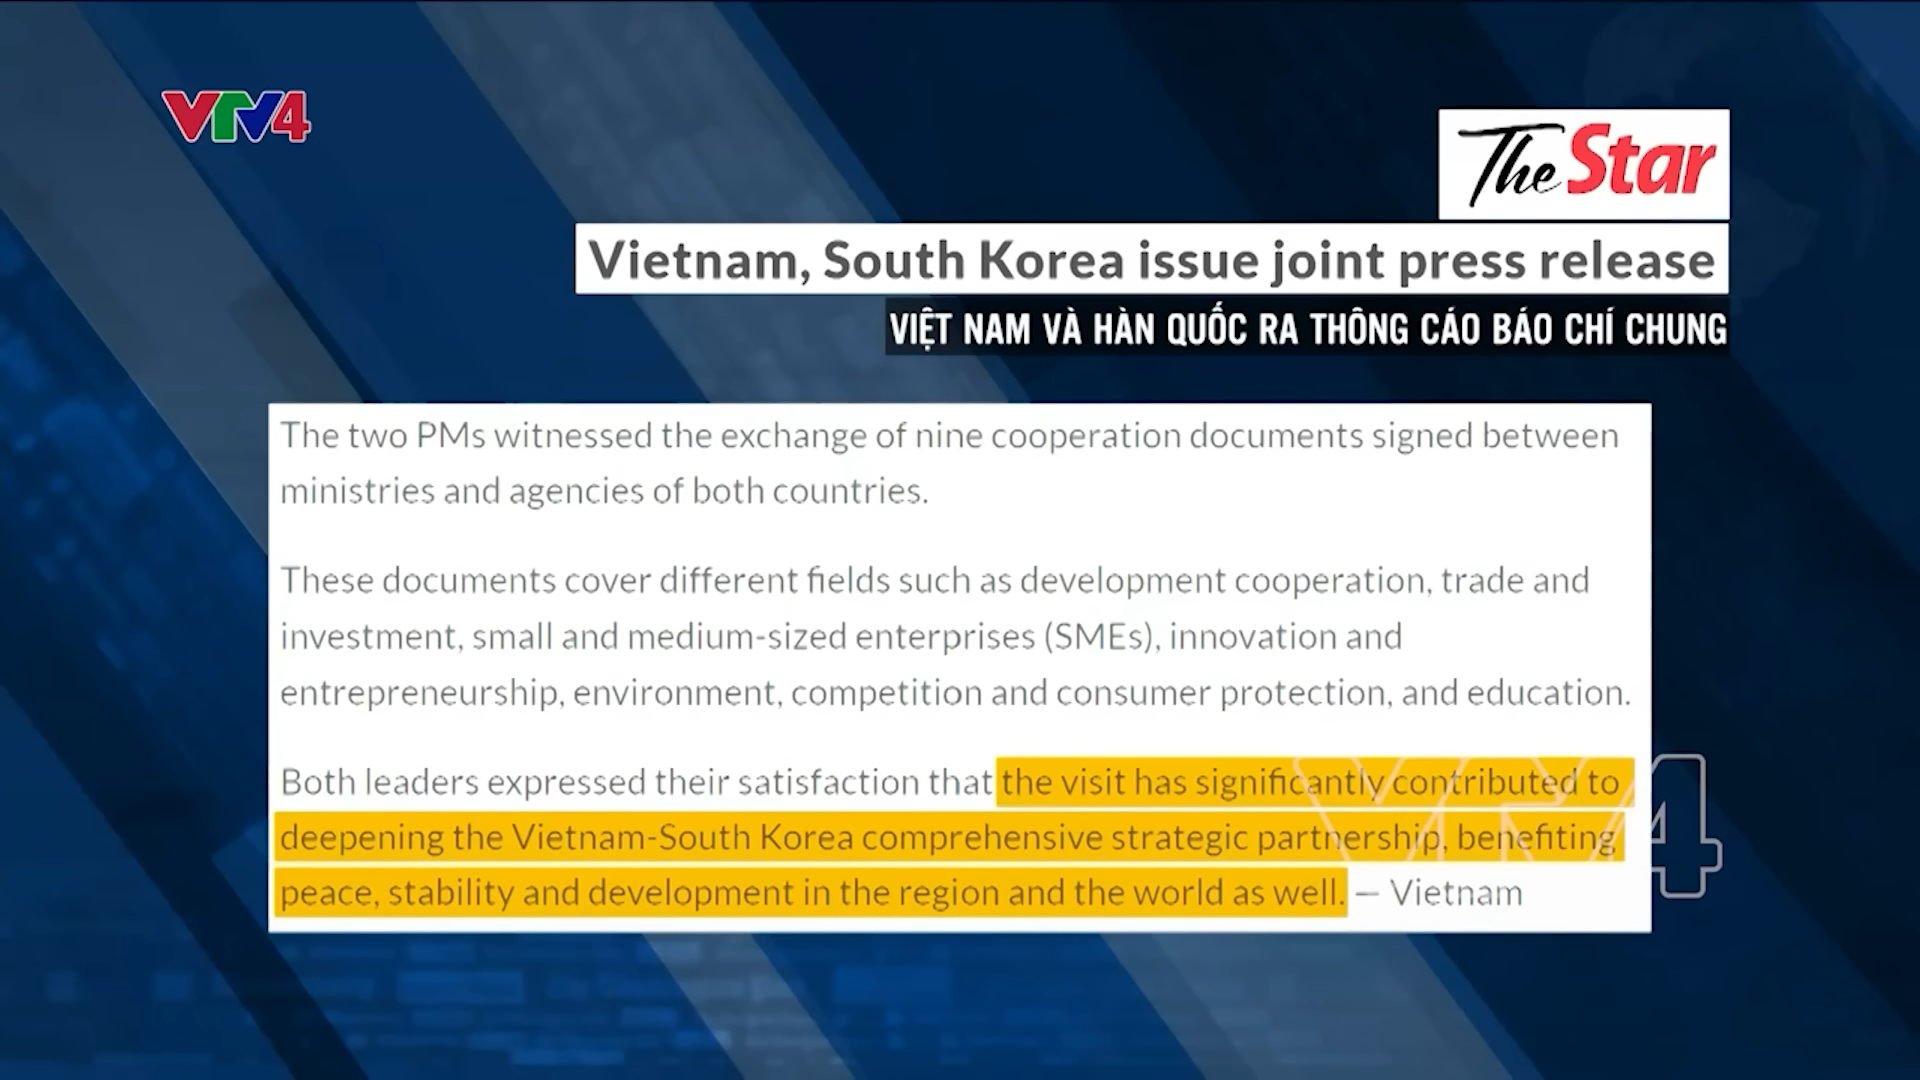 VTV4
The Star
Vietnam, South Korea issue joint press release
VIỆT NAM VÀ HÀN QUỐC RA THÔNG CÁO BÁO CHÍ CHUNG
The two PMs witnessed the exchange of nine cooperation documents signed between
ministries and agencies of both countries.
These documents cover different fields such as development cooperation, trade and
investment, small and medium-sized enterprises (SMEs), innovation and
entrepreneurship, environment, competition and consumer protection, and education.
Both leaders expressed their satisfaction that the visit has significantly contributed to
deepening the Vietnam-South Korea comprehensive strategic partnership, benefiting
peace, stability and development in the region and the world as well. — Vietnam
VTV4